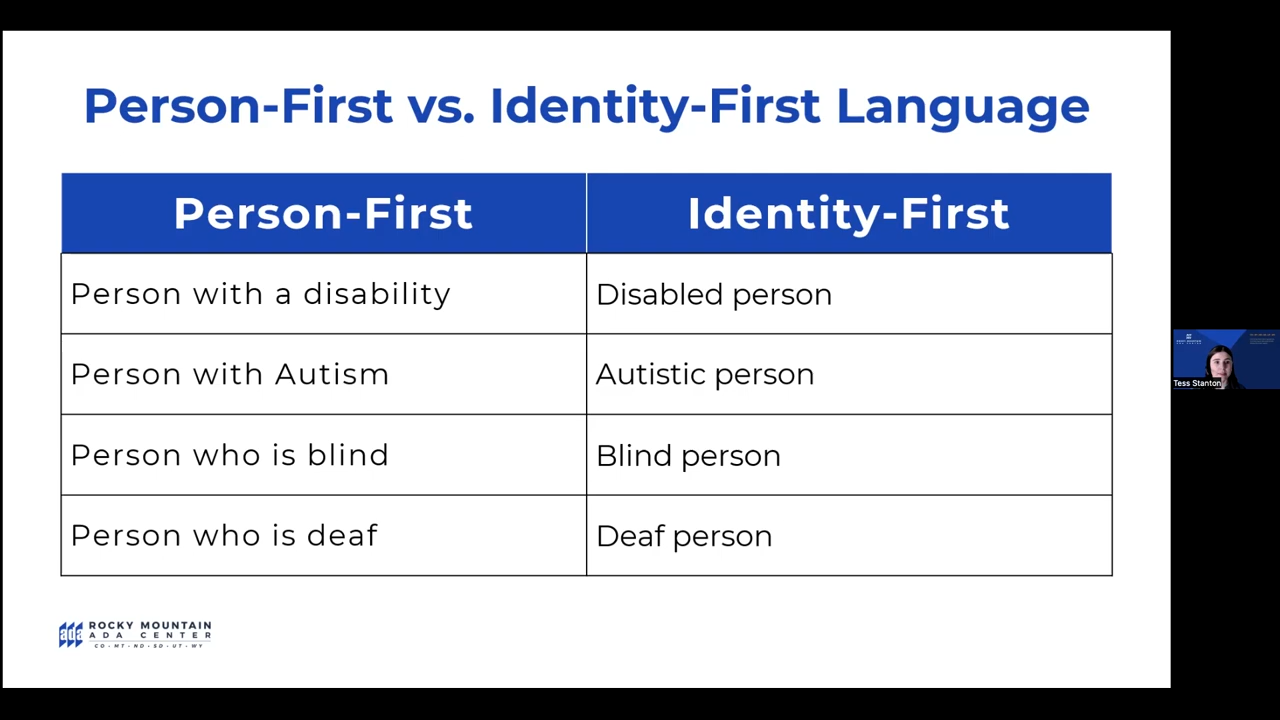 Person-First vs. Identity-First Language
Person-First
Identity-First
Person with a disability
Disabled person
Person with Autism
Autistic person
Person who is blind
Blind person
Person who is deaf
Deaf person
ada
ROCKY MOUNTAIN
ADA CENTER
CO • MT • ND • SD • UT • WY
Tess Stanton